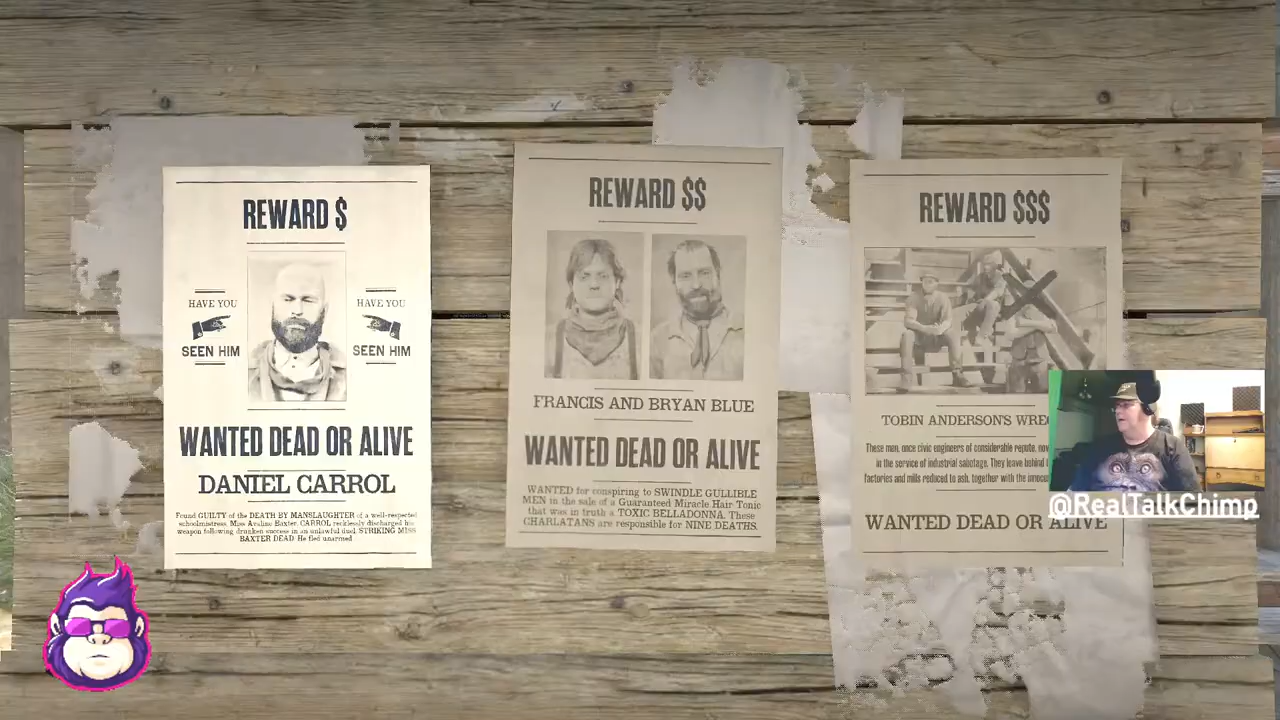 REWARD $
HAVE YOU
SEEN HIM
HAVE YOU
SEEN HIM
WANTED DEAD OR ALIVE
DANIEL CARROL
Found GUILTY of the DEATH BY MANSLAUGHTER of a well-respected
schoolmistress, Miss Avaline Baxter. CARROL recklessly discharged his
weapon following drunken success in an unlawful duel, STRIKING MISS
BAXTER DEAD. He fled unarmed
REWARD $$
FRANCIS AND BRYAN BLUE
WANTED DEAD OR ALIVE
WANTED for conspiring to SWINDLE GULLIBLE
MEN in the sale of a Guaranteed Miracle Hair-Tonic
that was in truth a TOXIC BELLADONNA. These
CHARLATANS are responsible for NINE DEATHS.
REWARD $$$
TOBIN ANDERSON'S WREC
These men, once civic engineers of considerable repute, now
in the service of industrial sabotage. They leave behind
factories and mills reduced to ash, together with the
WANTED DEAD OR ALIVE
@RealTalkChimp